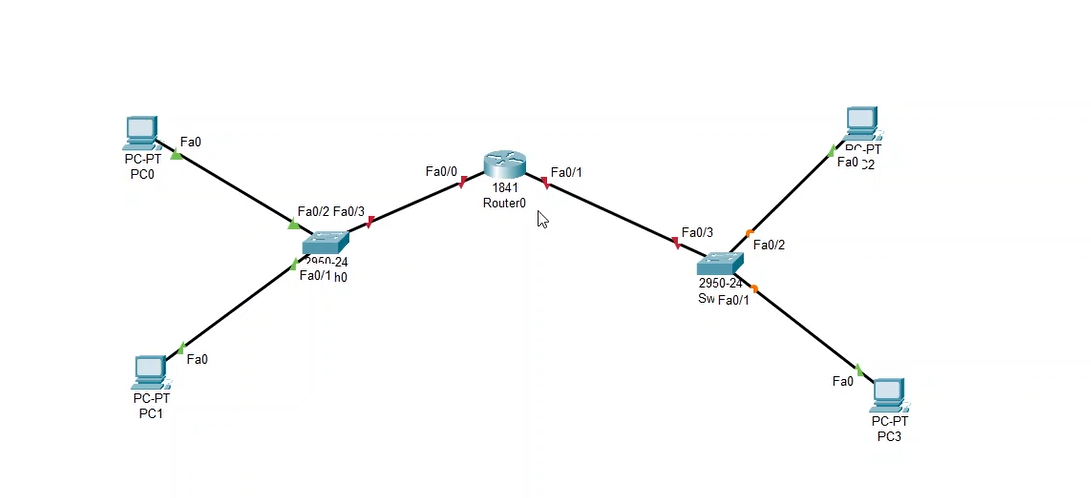 Fa0
PC-PT
PC0
Fa0/2 Fa0/3
2950-24
Fa0/1 h0
Fa0
PC-PT
PC1
Fa0/0
Fa0/1
1841
Router0
Fa0/3
Fa0/2
2950-24
Sw Fa0/1
PC-PT
Fa0 C2
Fa0
PC-PT
PC3